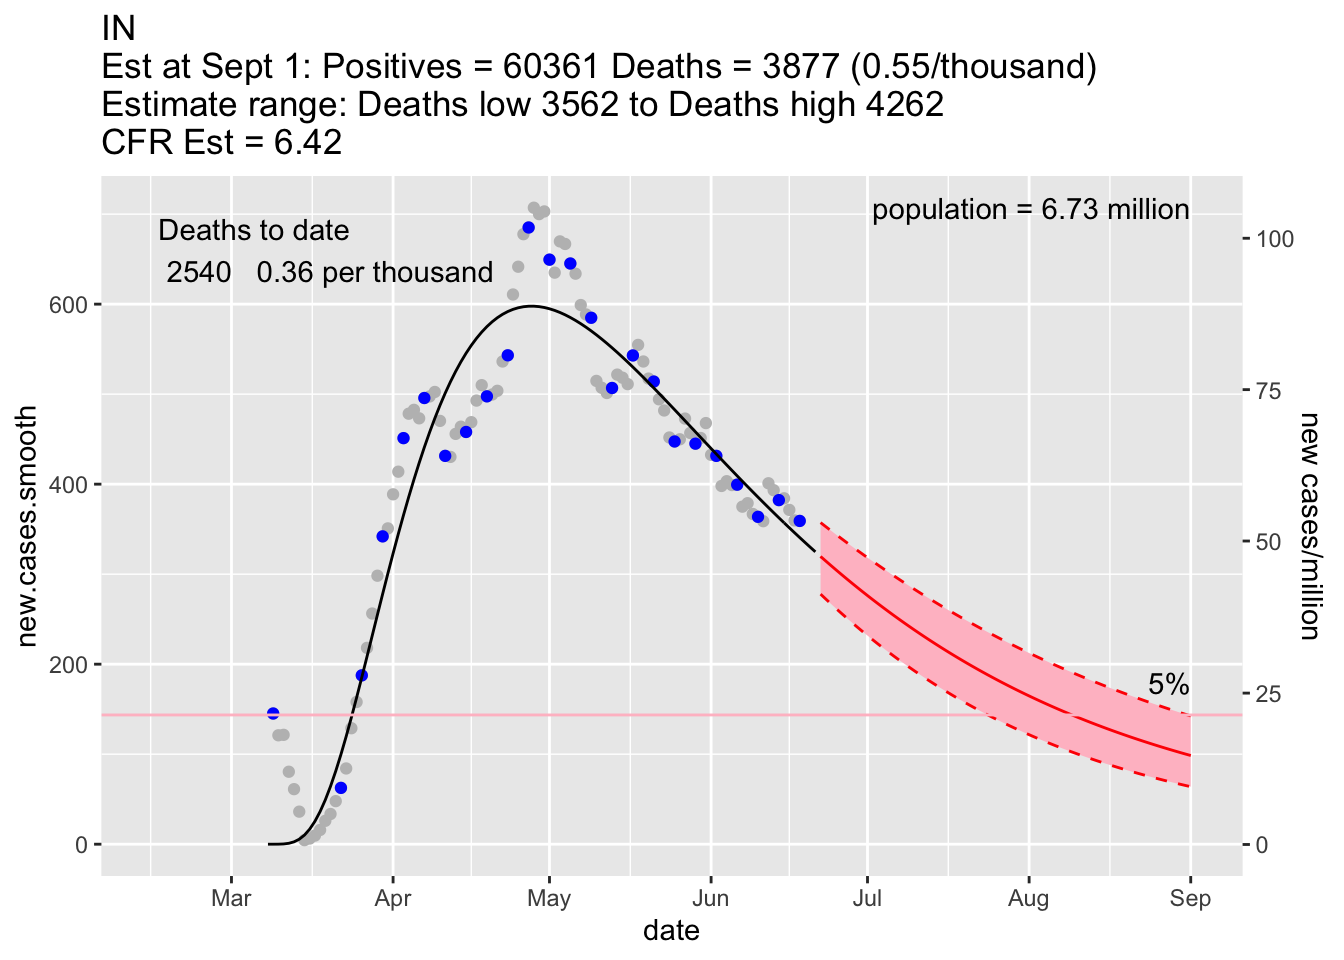 IN
Est at Sept 1: Positives = 60361 Deaths = 3877 (0.55/thousand)
Estimate range: Deaths low 3562 to Deaths high 4262
CFR Est = 6.42
population = 6.73 million
Deaths to date
2540 0.36 per thousand
5%
new.cases.smooth
600
400
200
0
100
75
50
25
0
new cases/million
Mar Apr May Jun Jul Aug Sep
date